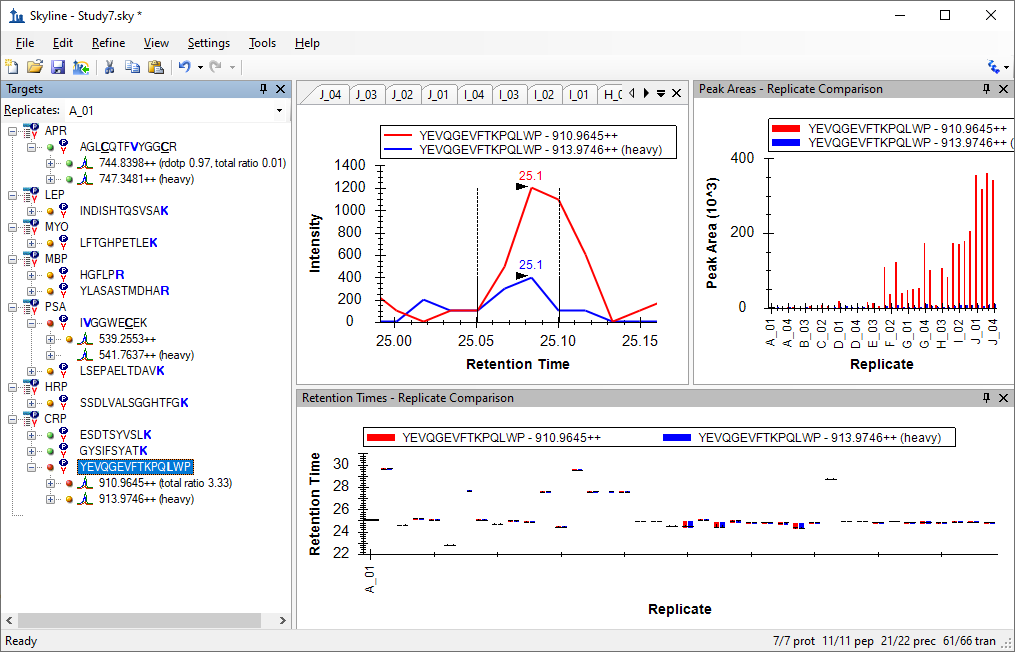 Skyline - Study7.sky *
File Edit Refine View Settings Tools Help
Targets
Replicates: A_01
APR
AGLCQTFVYGGCR
744.8398++ (rdotp 0.97, total ratio 0.01)
747.3481++ (heavy)
LEP
INDISHTQSVSAK
MYO
LFTGHPETLEK
MBP
HGFLPR
YLASASTMDHAR
PSA
IVGGWECEK
539.2553++
541.7637++ (heavy)
LSEPAELTDAVK
HRP
SSDLVALSGGHTFGK
CRP
ESDTSYVSLK
GYSIFSYATK
YEVQGEVFTKPQLWP
910.9645++ (total ratio 3.33)
913.9746++ (heavy)
J_04 J_03 J_02 J_01 I_04 I_03 I_02 I_01 H_0
YEVQGEVFTKPQLWP - 910.9645++
YEVQGEVFTKPQLWP - 913.9746++ (heavy)
1400
1200
1000
800
600
400
200
0
Intensity
25.1
25.1
25.00 25.05 25.10 25.15
Retention Time
Peak Areas - Replicate Comparison
YEVQGEVFTKPQLWP - 910.9645++
YEVQGEVFTKPQLWP - 913.9746++ (
400
200
0
Peak Area (10^3)
A_01 A_04 B_03 C_02 D_01 D_04 E_03 F_02 G_01 G_04 H_03 I_02 J_01 J_04
Replicate
Retention Times - Replicate Comparison
YEVQGEVFTKPQLWP - 910.9645++ YEVQGEVFTKPQLWP - 913.9746++ (heavy)
30
28
26
24
22
Retention Time
A_01
Replicate
Ready 7/7 prot 11/11 pep 21/22 prec 61/66 tran